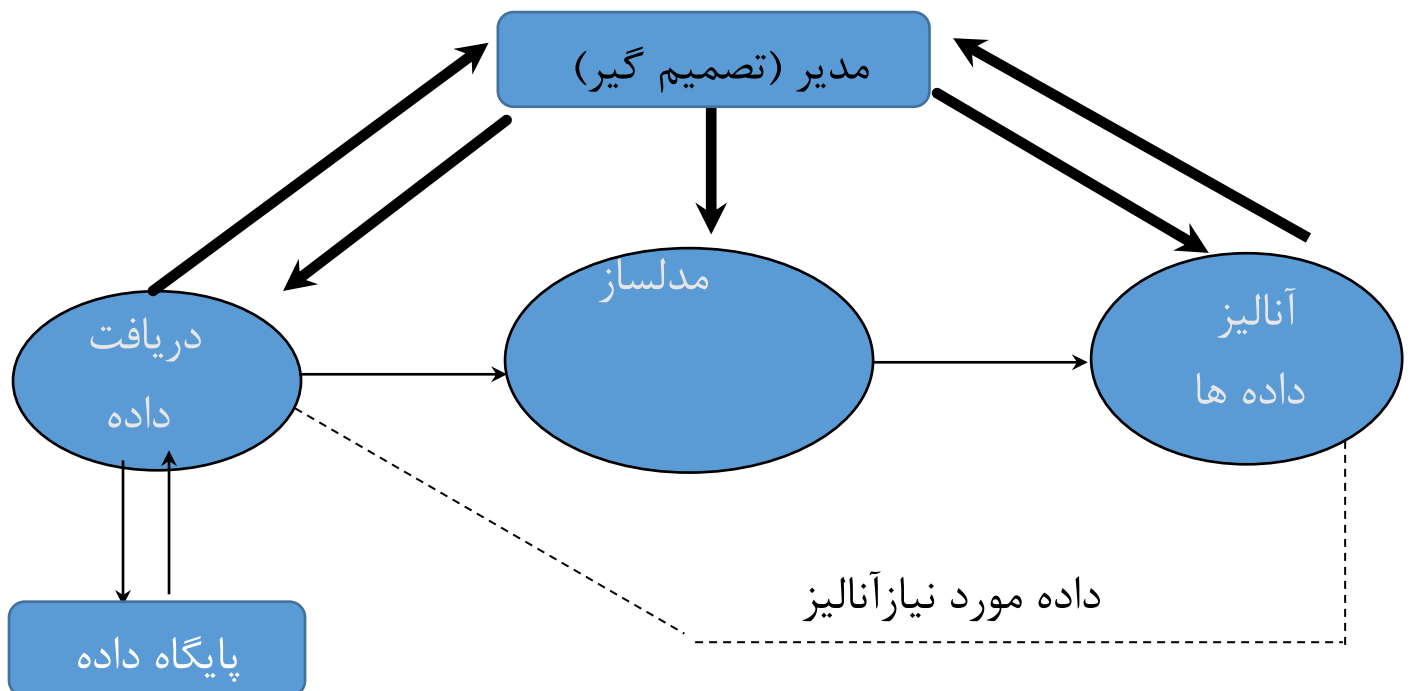 مدیر (تصمیم گیر)
مدلساز
آنالیز
داده ها
دریافت
داده
داده مورد نیازآنالیز
پایگاه داده